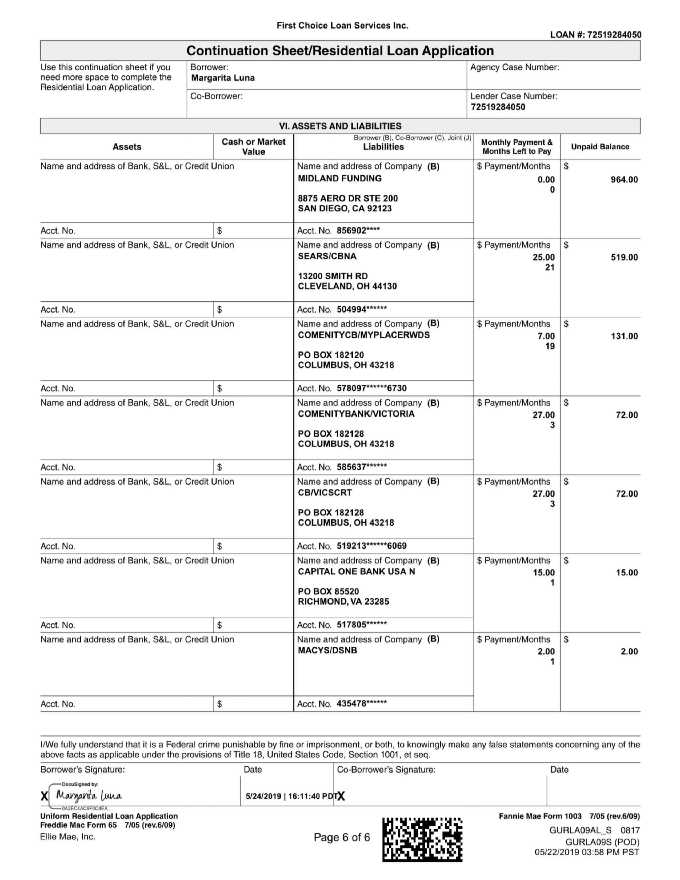 First Choice Loan Services Inc.
LOAN #: 72519284050
Continuation Sheet/Residential Loan Application
Use this continuation sheet if you
need more space to complete the
Residential Loan Application.
Borrower:
Margarita Luna
Agency Case Number:
Co-Borrower:
Lender Case Number:
72519284050
VI. ASSETS AND LIABILITIES
Assets
Cash or Market
Value
Borrower (B), Co-Borrower (C), Joint (J)
Liabilities
Monthly Payment &
Months Left to Pay
Unpaid Balance
Name and address of Bank, S&L, or Credit Union
Name and address of Company (B)
MIDLAND FUNDING
8875 AERO DR STE 200
SAN DIEGO, CA 92123
$ Payment/Months
0.00
0
$
964.00
Acct. No.
$
Acct. No. 856902****
Name and address of Bank, S&L, or Credit Union
Name and address of Company (B)
SEARS/CBNA
13200 SMITH RD
CLEVELAND, OH 44130
$ Payment/Months
25.00
21
$
519.00
Acct. No.
$
Acct. No. 504994******
Name and address of Bank, S&L, or Credit Union
Name and address of Company (B)
COMENITYCB/MYPLACERWDS
PO BOX 182120
COLUMBUS, OH 43218
$ Payment/Months
7.00
19
$
131.00
Acct. No.
$
Acct. No. 578097******6730
Name and address of Bank, S&L, or Credit Union
Name and address of Company (B)
COMENITYBANK/VICTORIA
PO BOX 182128
COLUMBUS, OH 43218
$ Payment/Months
27.00
3
$
72.00
Acct. No.
$
Acct. No. 585637******
Name and address of Bank, S&L, or Credit Union
Name and address of Company (B)
CB/VICSCRT
PO BOX 182128
COLUMBUS, OH 43218
$ Payment/Months
27.00
3
$
72.00
Acct. No.
$
Acct. No. 519213******6069
Name and address of Bank, S&L, or Credit Union
Name and address of Company (B)
CAPITAL ONE BANK USA N
PO BOX 85520
RICHMOND, VA 23285
$ Payment/Months
15.00
1
$
15.00
Acct. No.
$
Acct. No. 517805******
Name and address of Bank, S&L, or Credit Union
Name and address of Company (B)
MACYS/DSNB
$ Payment/Months
2.00
1
$
2.00
Acct. No.
$
Acct. No. 435478******
I/We fully understand that it is a Federal crime punishable by fine or imprisonment, or both, to knowingly make any false statements concerning any of the
above facts as applicable under the provisions of Title 18, United States Code, Section 1001, et seq.
Borrower's Signature:
Date
Co-Borrower's Signature:
Date
DocuSigned by:
X Margarita Luna
5/24/2019 | 16:11:40 PDT
X
Uniform Residential Loan Application
Freddie Mac Form 65 7/05 (rev.6/09)
Ellie Mae, Inc.
Page 6 of 6
Fannie Mae Form 1003 7/05 (rev.6/09)
GURLA09AL_S 0817
GURLA09S (POD)
05/22/2019 03:58 PM PST